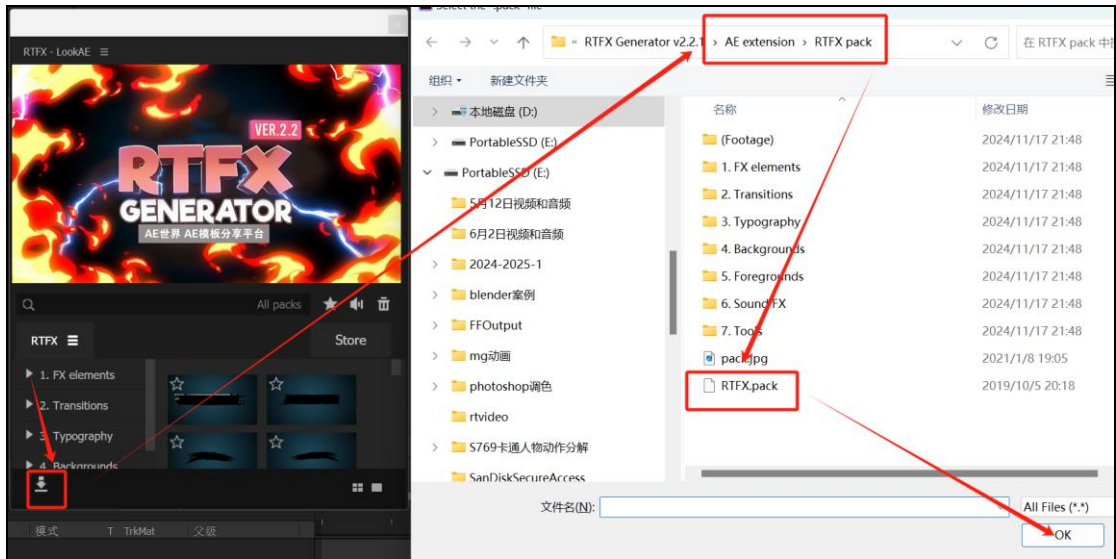 RTFX - LookAE
VER.2.2
RTFX
GENERATOR
AE世界 AE模板分享平台
All packs
RTFX
Store
1. FX elements
2. Transitions
3. Typography
4. Backgrounds
模式 T TrkMat 父级
Select the ".pack" file
« RTFX Generator v2.2.1 › AE extension › RTFX pack
在 RTFX pack 中
组织 新建文件夹
本地磁盘 (D:)
PortableSSD (E:)
PortableSSD (E:)
5月12日视频和音频
6月2日视频和音频
2024-2025-1
blender案例
FFOutput
mg动画
photoshop调色
rtvideo
S769卡通人物动作分解
SanDiskSecureAccess
名称 修改日期
(Footage) 2024/11/17 21:48
1. FX elements 2024/11/17 21:48
2. Transitions 2024/11/17 21:48
3. Typography 2024/11/17 21:48
4. Backgrounds 2024/11/17 21:48
5. Foregrounds 2024/11/17 21:48
6. Sound FX 2024/11/17 21:48
7. Tools 2024/11/17 21:48
pack.jpg 2021/1/8 19:05
RTFX.pack 2019/10/5 20:18
文件名(N):
All Files (*.*)
OK